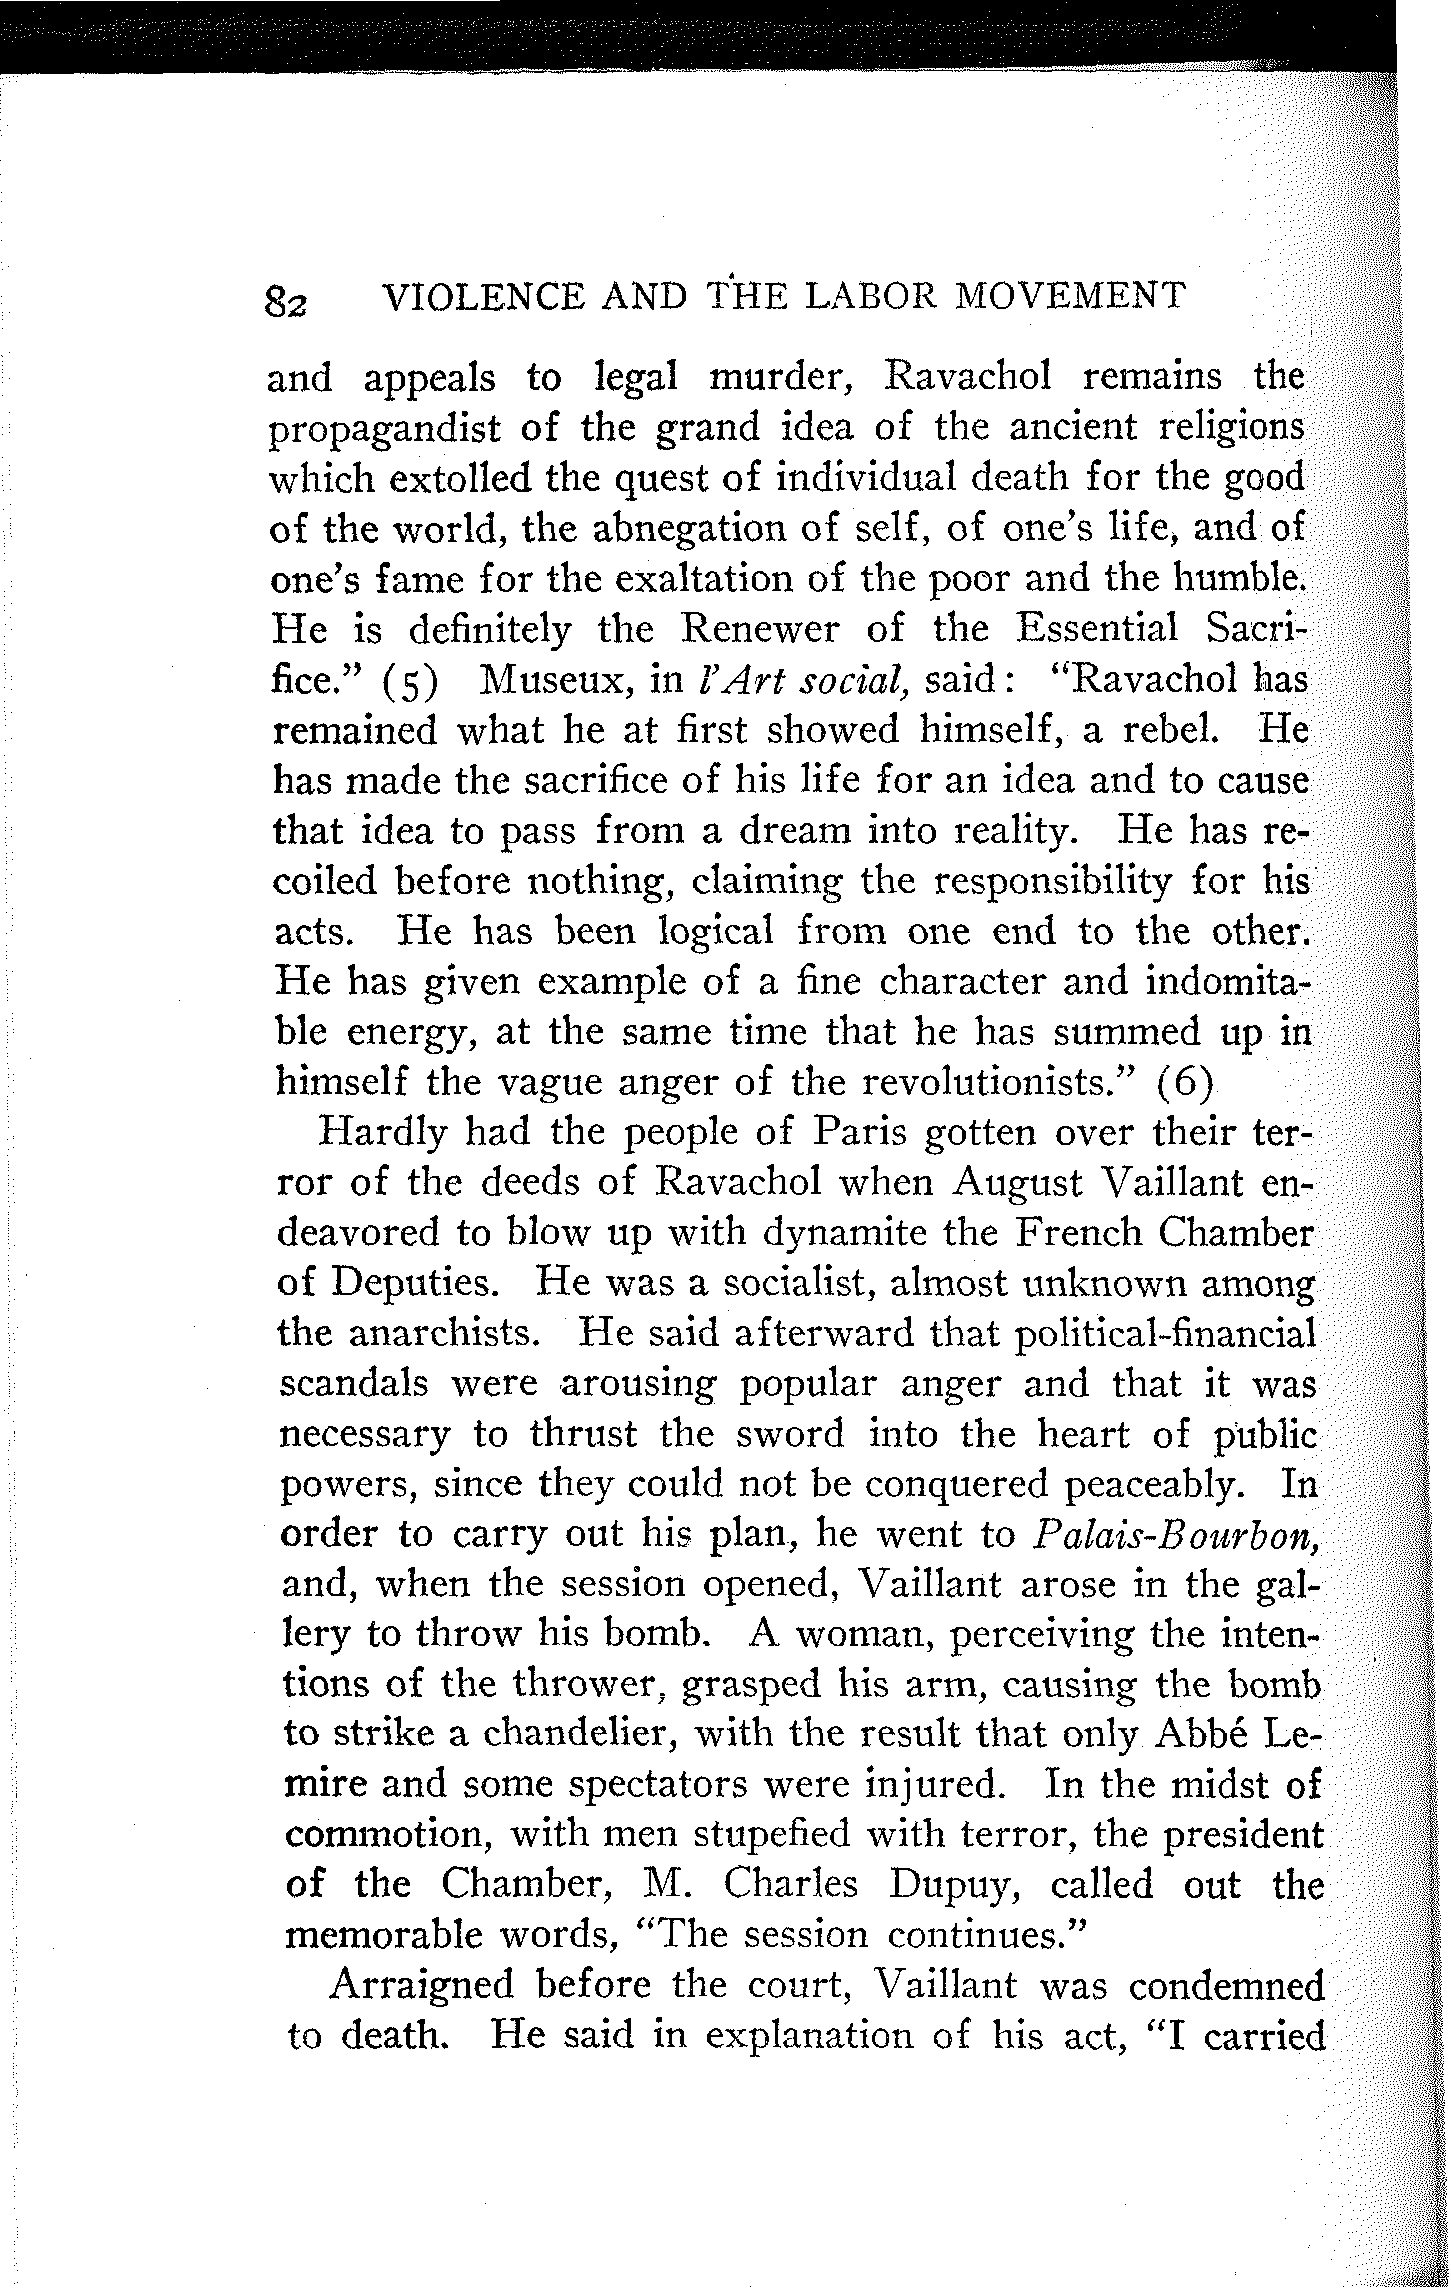 82 VIOLENCE AND THE LABOR MOVEMENT
and appeals to legal murder, Ravachol remains the
propagandist of the grand idea of the ancient religions
which extolled the quest of individual death for the good
of the world, the abnegation of self, of one's life, and of
one's fame for the exaltation of the poor and the humble.
He is definitely the Renewer of the Essential Sacri-
fice." (5) Museux, in l'Art social, said: "Ravachol has
remained what he at first showed himself, a rebel. He
has made the sacrifice of his life for an idea and to cause
that idea to pass from a dream into reality. He has re-
coiled before nothing, claiming the responsibility for his
acts. He has been logical from one end to the other.
He has given example of a fine character and indomita-
ble energy, at the same time that he has summed up in
himself the vague anger of the revolutionists." (6)
Hardly had the people of Paris gotten over their ter-
ror of the deeds of Ravachol when August Vaillant en-
deavored to blow up with dynamite the French Chamber
of Deputies. He was a socialist, almost unknown among
the anarchists. He said afterward that political-financial
scandals were arousing popular anger and that it was
necessary to thrust the sword into the heart of public
powers, since they could not be conquered peaceably. In
order to carry out his plan, he went to Palais-Bourbon,
and, when the session opened, Vaillant arose in the gal-
lery to throw his bomb. A woman, perceiving the inten-
tions of the thrower, grasped his arm, causing the bomb
to strike a chandelier, with the result that only Abbé Le-
mire and some spectators were injured. In the midst of
commotion, with men stupefied with terror, the president
of the Chamber, M. Charles Dupuy, called out the
memorable words, "The session continues."
Arraigned before the court, Vaillant was condemned
to death. He said in explanation of his act, "I carried